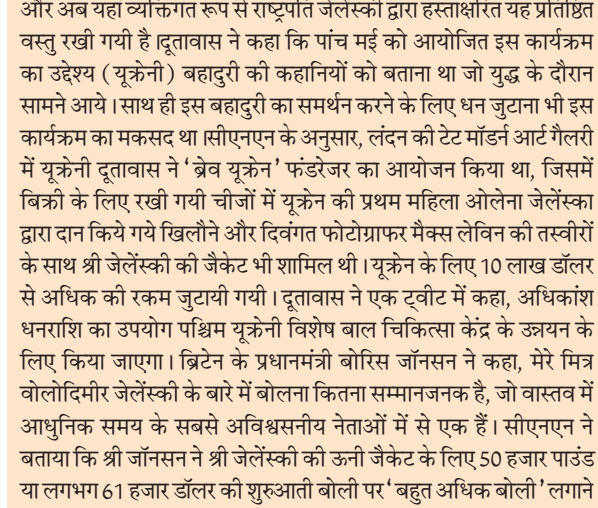 और अब यहां व्यक्तिगत रूप से राष्ट्रपति जेलेंस्की द्वारा हस्ताक्षरित यह प्रतिष्ठित
वस्तु रखी गयी है।दूतावास ने कहा कि पांच मई को आयोजित इस कार्यक्रम
का उद्देश्य (यूक्रेनी) बहादुरी की कहानियों को बताना था जो युद्ध के दौरान
सामने आये। साथ ही इस बहादुरी का समर्थन करने के लिए धन जुटाना भी इस
कार्यक्रम का मकसद था।सीएनएन के अनुसार, लंदन की टेट मॉडर्न आर्ट गैलरी
में यूक्रेनी दूतावास ने ‘ब्रेव यूक्रेन’ फंडरेजर का आयोजन किया था, जिसमें
बिक्री के लिए रखी गयी चीजों में यूक्रेन की प्रथम महिला ओलेना जेलेंस्का
द्वारा दान किये गये खिलौने और दिवंगत फोटोग्राफर मैक्स लेविन की तस्वीरों
के साथ श्री जेलेंस्की की जैकेट भी शामिल थी। यूक्रेन के लिए 10 लाख डॉलर
से अधिक की रकम जुटायी गयी। दूतावास ने एक ट्वीट में कहा, अधिकांश
धनराशि का उपयोग पश्चिम यूक्रेनी विशेष बाल चिकित्सा केंद्र के उन्नयन के
लिए किया जाएगा। ब्रिटेन के प्रधानमंत्री बोरिस जॉनसन ने कहा, मेरे मित्र
वोलोदिमीर जेलेंस्की के बारे में बोलना कितना सम्मानजनक है, जो वास्तव में
आधुनिक समय के सबसे अविश्वसनीय नेताओं में से एक हैं। सीएनएन ने
बताया कि श्री जॉनसन ने श्री जेलेंस्की की ऊनी जैकेट के लिए 50 हजार पाउंड
या लगभग 61 हजार डॉलर की शुरुआती बोली पर ‘बहुत अधिक बोली’ लगाने